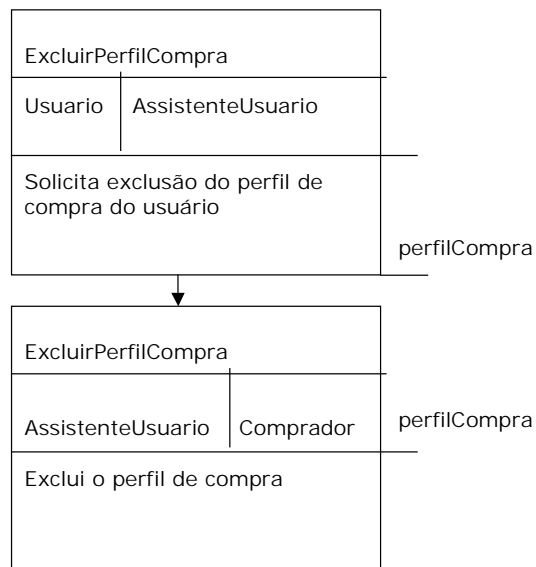 ExcluirPerfilCompra
Usuario AssistenteUsuario
Solicita exclusão do perfil de
compra do usuário
perfilCompra
ExcluirPerfilCompra
AssistenteUsuario Comprador
perfilCompra
Exclui o perfil de compra